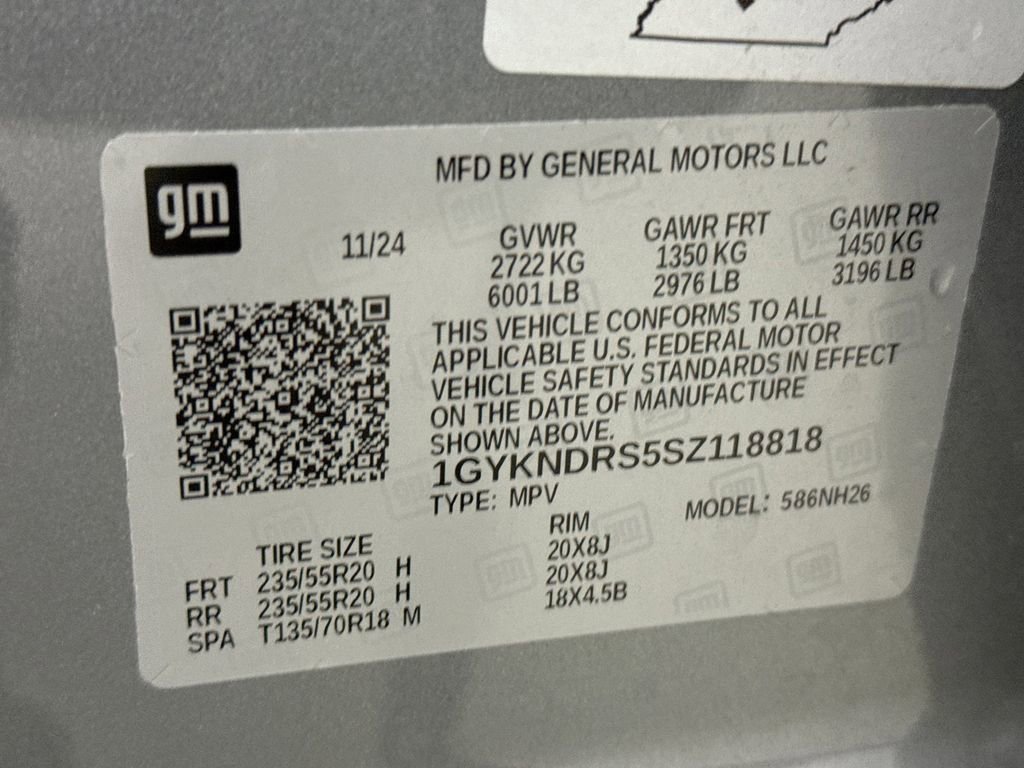 gm
MFD BY GENERAL MOTORS LLC
11/24
GVWR GAWR FRT GAWR RR
2722 KG 1350 KG 1450 KG
6001 LB 2976 LB 3196 LB
THIS VEHICLE CONFORMS TO ALL
APPLICABLE U.S. FEDERAL MOTOR
VEHICLE SAFETY STANDARDS IN EFFECT
ON THE DATE OF MANUFACTURE
SHOWN ABOVE.
1GYKNDRS5SZ118818
TYPE: MPV MODEL: 586NH26
TIRE SIZE RIM
FRT 235/55R20 H 20X8J
RR 235/55R20 H 20X8J
SPA T135/70R18 M 18X4.5B